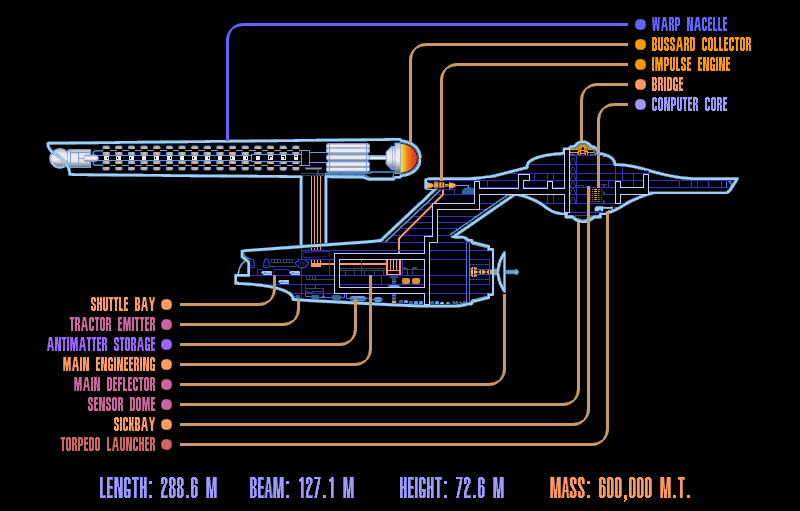 WARP NACELLE
BUSSARD COLLECTOR
IMPULSE ENGINE
BRIDGE
COMPUTER CORE
SHUTTLE BAY
TRACTOR EMITTER
ANTIMATTER STORAGE
MAIN ENGINEERING
MAIN DEFLECTOR
SENSOR DOME
SICKBAY
TORPEDO LAUNCHER
LENGTH: 288.6 M BEAM: 127.1 M HEIGHT: 72.6 M MASS: 600,000 M.T.